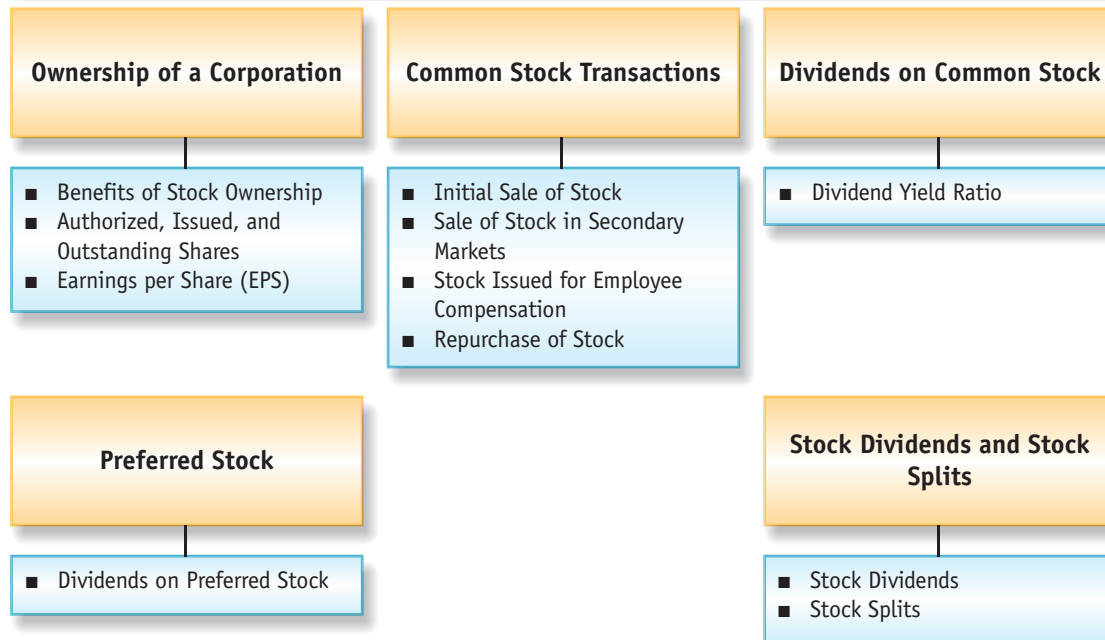 Ownership of a Corporation
■ Benefits of Stock Ownership
■ Authorized, Issued, and
Outstanding Shares
■ Earnings per Share (EPS)
Common Stock Transactions
■ Initial Sale of Stock
■ Sale of Stock in Secondary
Markets
■ Stock Issued for Employee
Compensation
■ Repurchase of Stock
Dividends on Common Stock
■ Dividend Yield Ratio
Preferred Stock
■ Dividends on Preferred Stock
Stock Dividends and Stock
Splits
■ Stock Dividends
■ Stock Splits